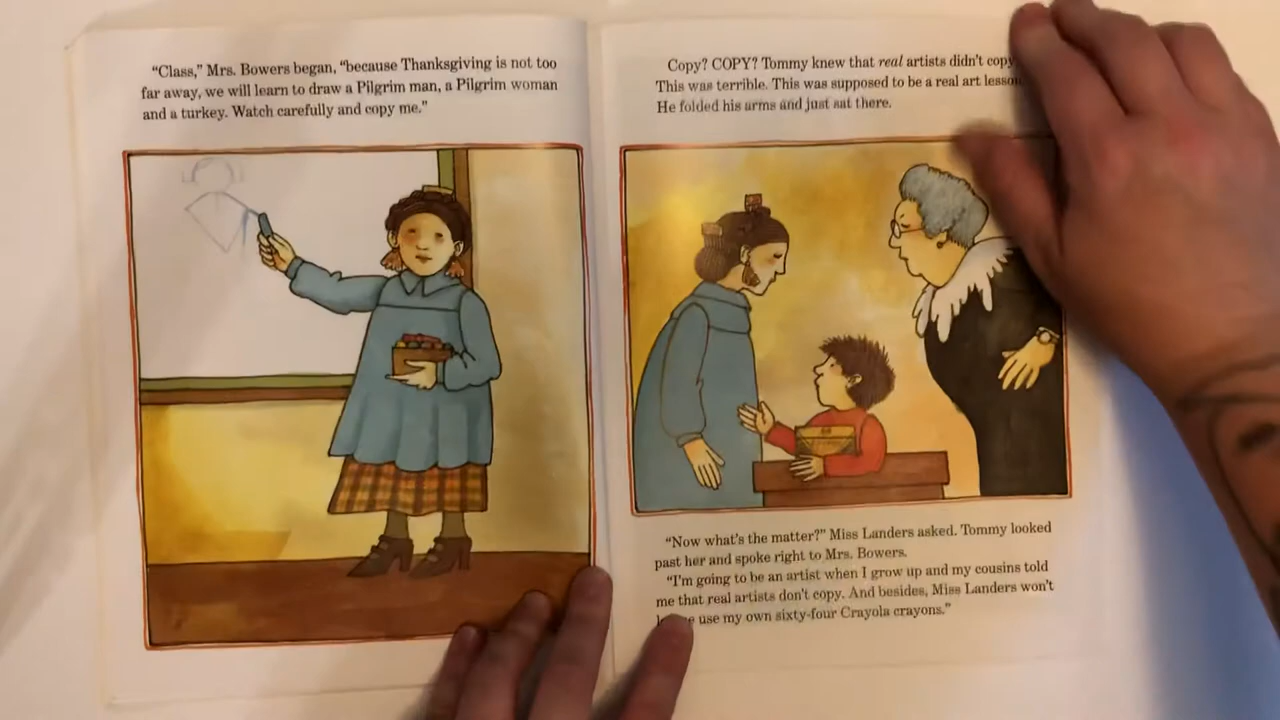 “Class,” Mrs. Bowers began, “because Thanksgiving is not too
far away, we will learn to draw a Pilgrim man, a Pilgrim woman
and a turkey. Watch carefully and copy me.”
Copy? COPY? Tommy knew that real artists didn’t copy
This was terrible. This was supposed to be a real art lesson
He folded his arms and just sat there.
“Now what’s the matter?” Miss Landers asked. Tommy looked
past her and spoke right to Mrs. Bowers.
“I’m going to be an artist when I grow up and my cousins told
me that real artists don’t copy. And besides, Miss Landers won’t
use my own sixty-four Crayola crayons.”